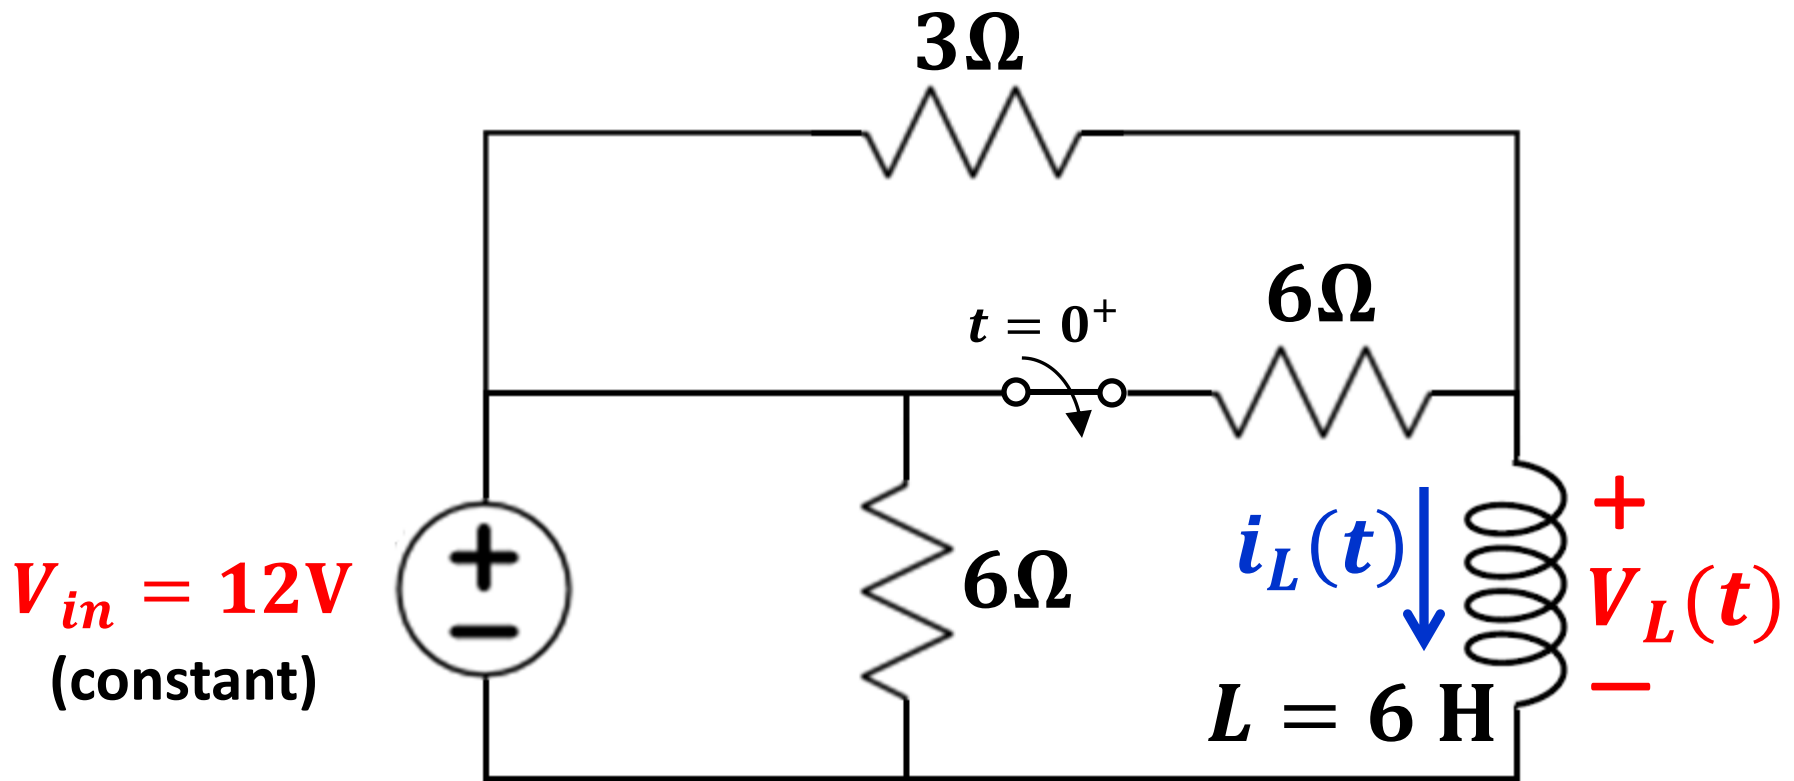 3Ω
6Ω
t = 0⁺
V_in = 12V
(constant)
6Ω
i_L(t)
+
V_L(t)
−
L = 6 H